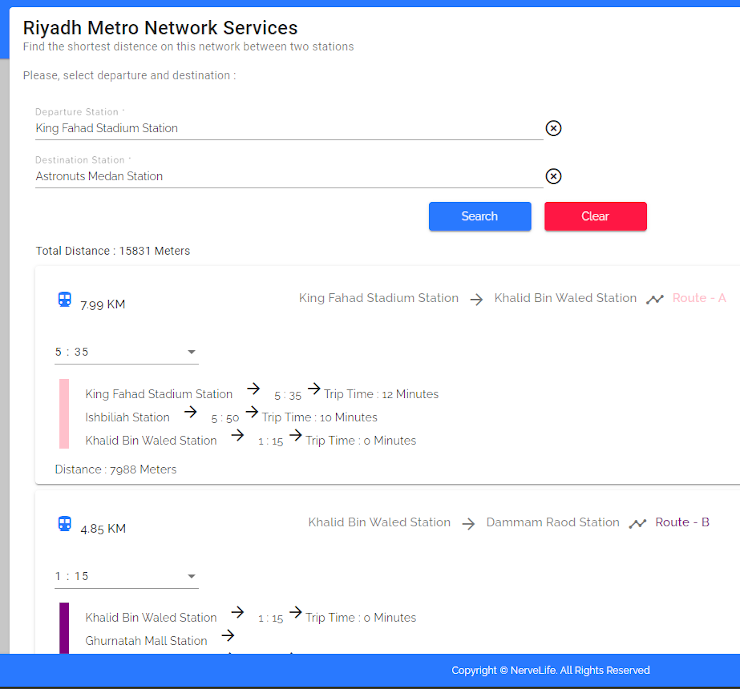 Riyadh Metro Network Services
Find the shortest distence on this network between two stations
Please, select departure and destination :
Departure Station *
King Fahad Stadium Station
Destination Station *
Astronuts Medan Station
Search Clear
Total Distance : 15831 Meters
7.99 KM King Fahad Stadium Station → Khalid Bin Waled Station Route - A
5 : 35
King Fahad Stadium Station → 5 : 35 → Trip Time : 12 Minutes
Ishbiliah Station → 5 : 50 → Trip Time : 10 Minutes
Khalid Bin Waled Station → 1 : 15 → Trip Time : 0 Minutes
Distance : 7988 Meters
4.85 KM Khalid Bin Waled Station → Dammam Raod Station Route - B
1 : 15
Khalid Bin Waled Station → 1 : 15 → Trip Time : 0 Minutes
Ghurnatah Mall Station →
Copyright © NerveLife. All Rights Reserved